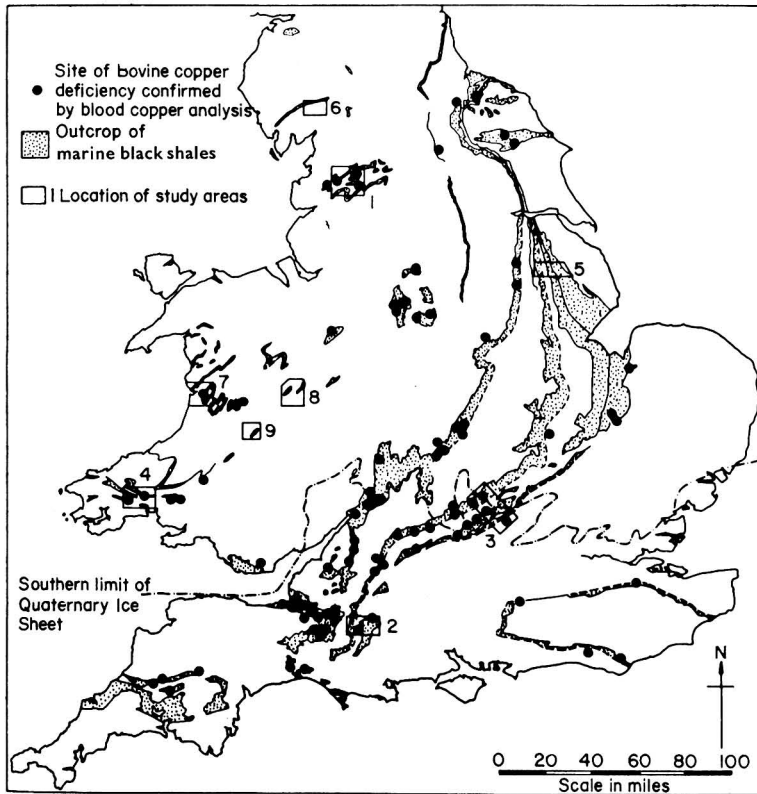 Site of bovine copper
deficiency confirmed
by blood copper analysis
Outcrop of
marine black shales
1 Location of study areas
6
1
5
7
8
9
4
3
Southern limit of
Quaternary Ice
Sheet
2
N
0 20 40 60 80 100
Scale in miles